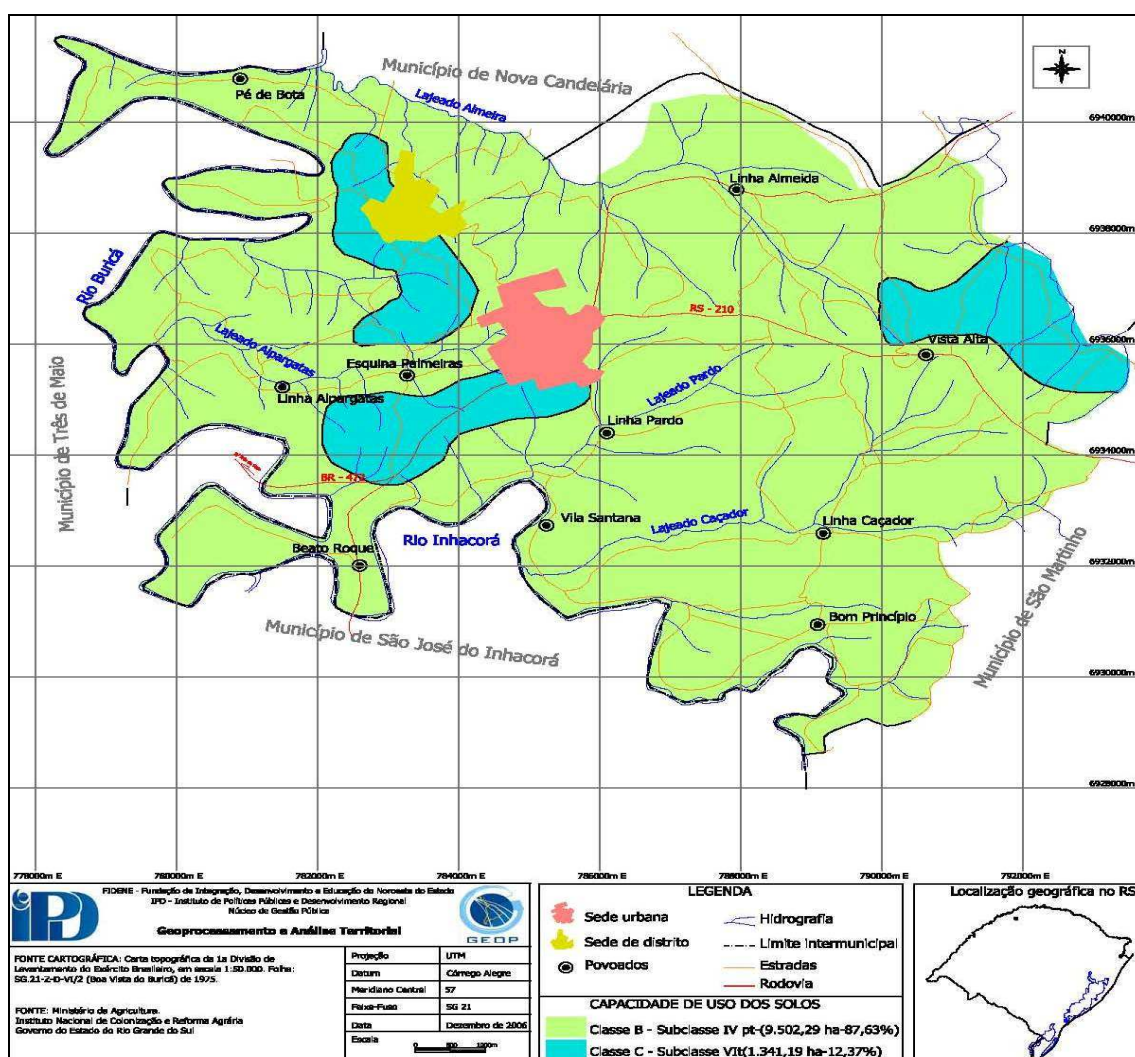 N
Município de Nova Candelária
Pé de Bota
Lajeado Almeira
6940000m
Linha Almeida
6938000m
Rio Buricá
RS - 210
Lajeado Alpargatas
Esquina Palmeiras
6936000m
Vista Alta
Linha Alpargatas
Lajeado Pardo
Município de Três de Maio
Linha Pardo
6934000m
BR - 472
Vila Santana
Lajeado Caçador
Linha Caçador
Rio Inhacorá
Beato Roque
6932000m
Município de São José do Inhacorá
Bom Princípio
Município de São Martinho
6930000m
6928000m
778000m E
780000m E
782000m E
784000m E
786000m E
788000m E
790000m E
792000m E
IPD
FIDENE - Fundação de Integração, Desenvolvimento e Educação do Noroeste do Estado
IPD - Instituto de Políticas Públicas e Desenvolvimento Regional
Núcleo de Gestão Pública
Geoprocessamento e Análise Territorial
GEOP
FONTE CARTOGRÁFICA: Carta topográfica da 1a Divisão de
Levantamento do Exército Brasileiro, em escala 1:50.000. Folha:
SG.21-Z-D-VI/2 (Boa Vista do Buricá) de 1975.
FONTE: Ministério da Agricultura.
Instituto Nacional de Colonização e Reforma Agrária
Governo do Estado do Rio Grande do Sul
Projeção UTM
Datum Córrego Alegre
Meridiano Central 57
Faixa-Fuso SG 21
Data Dezembro de 2006
Escala
LEGENDA
Sede urbana
Sede de distrito
Povoados
Hidrografia
Limite intermunicipal
Estradas
Rodovia
CAPACIDADE DE USO DOS SOLOS
Classe B - Subclasse IV pt-(9.502,29 ha-87,63%)
Classe C - Subclasse VIt(1.341,19 ha-12,37%)
Localização geográfica no RS